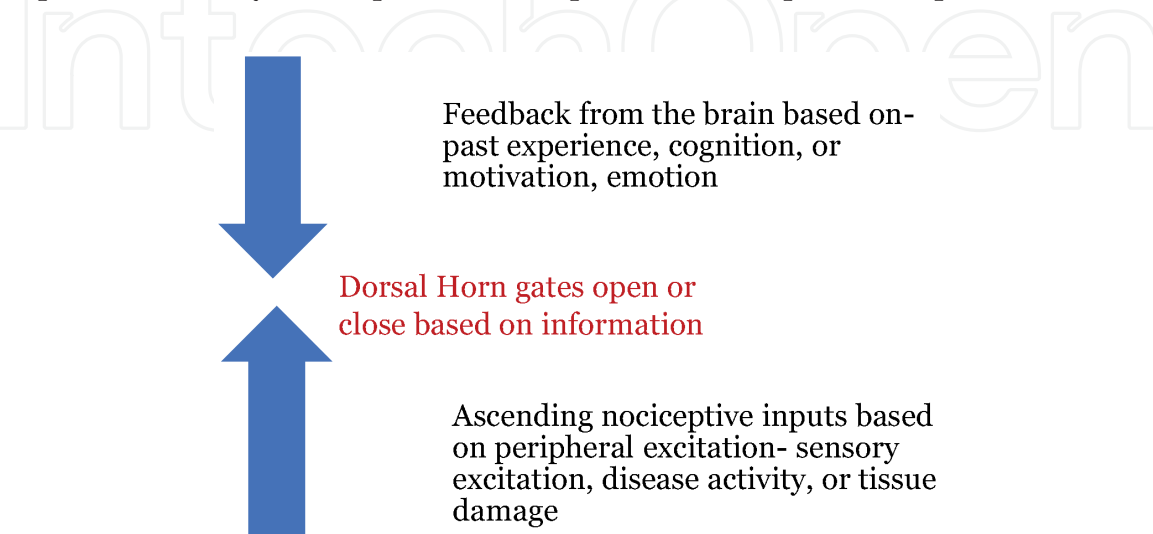 IntechOpen
Feedback from the brain based on-
past experience, cognition, or
motivation, emotion
Dorsal Horn gates open or
close based on information
Ascending nociceptive inputs based
on peripheral excitation- sensory
excitation, disease activity, or tissue
damage